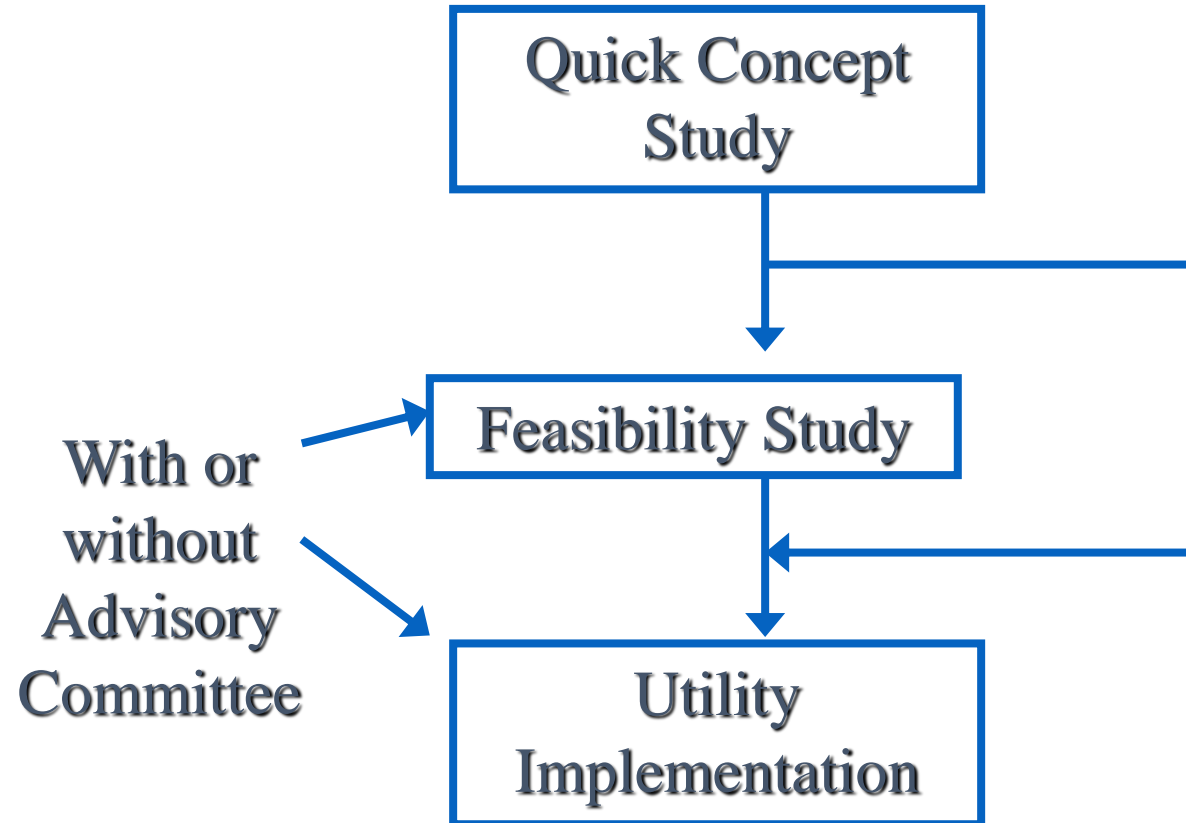 Quick Concept
Study
Feasibility Study
With or
without
Advisory
Committee
Utility
Implementation